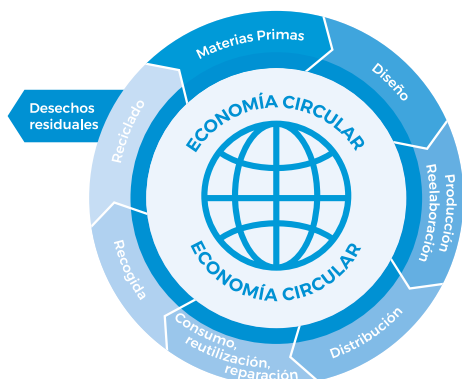 Materias Primas
Diseño
Producción
Reelaboración
Distribución
Consumo,
reutilización,
reparación
Recogida
Reciclado
Desechos
residuales
ECONOMÍA CIRCULAR
ECONOMÍA CIRCULAR